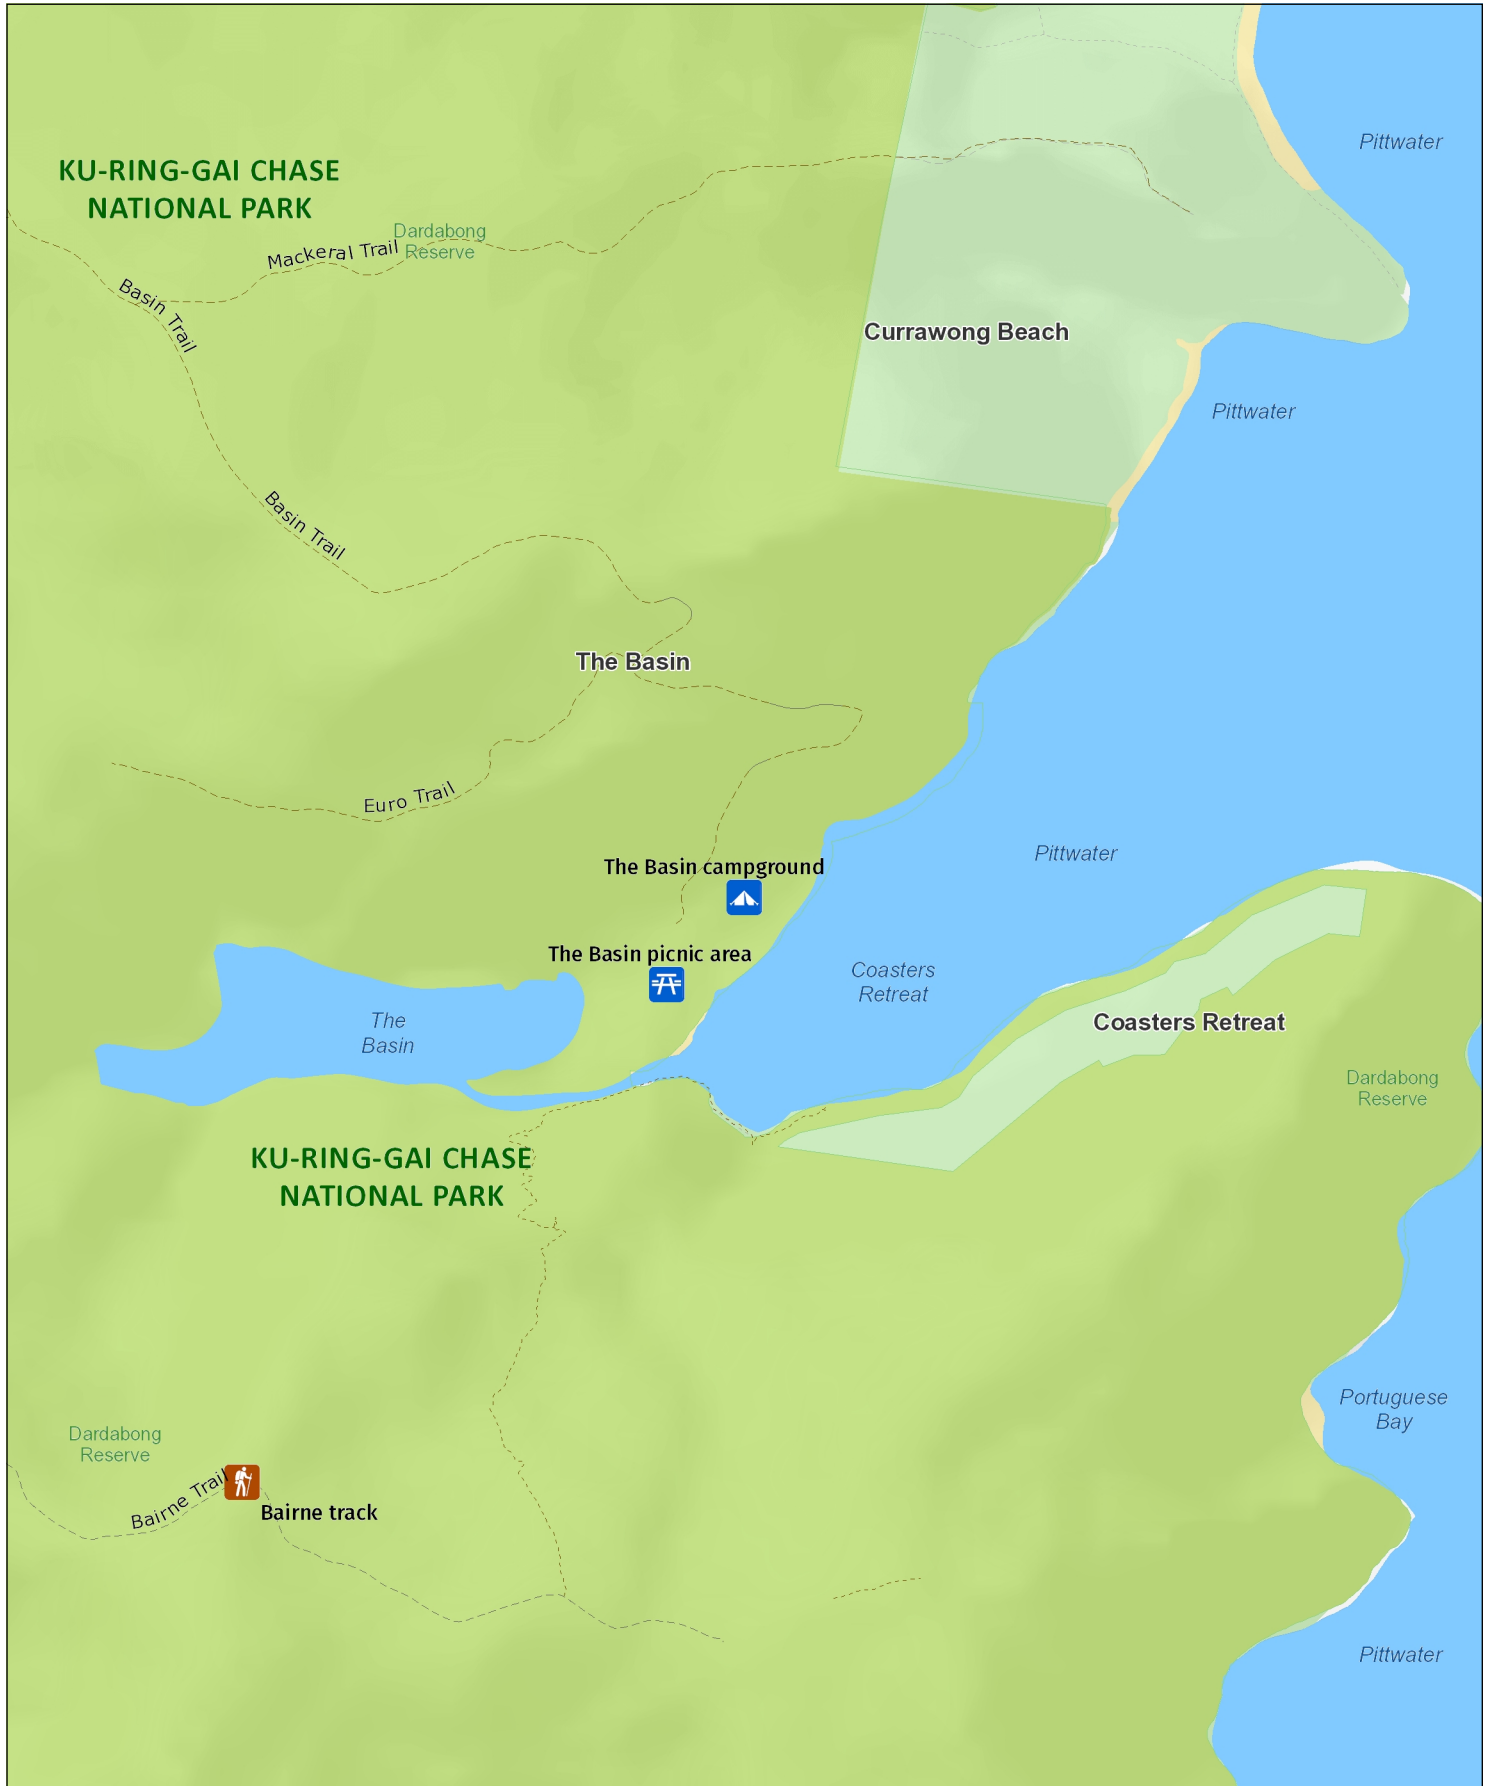 Pittwater
KU-RING-GAI CHASE
NATIONAL PARK
Dardabong
Reserve
Mackeral Trail
Basin Trail
Currawong Beach
Pittwater
Basin Trail
The Basin
Euro Trail
Pittwater
The Basin campground
The Basin picnic area
Coasters
Retreat
The
Basin
Coasters Retreat
Dardabong
Reserve
KU-RING-GAI CHASE
NATIONAL PARK
Portuguese
Bay
Dardabong
Reserve
Bairne Trail
Bairne track
Pittwater